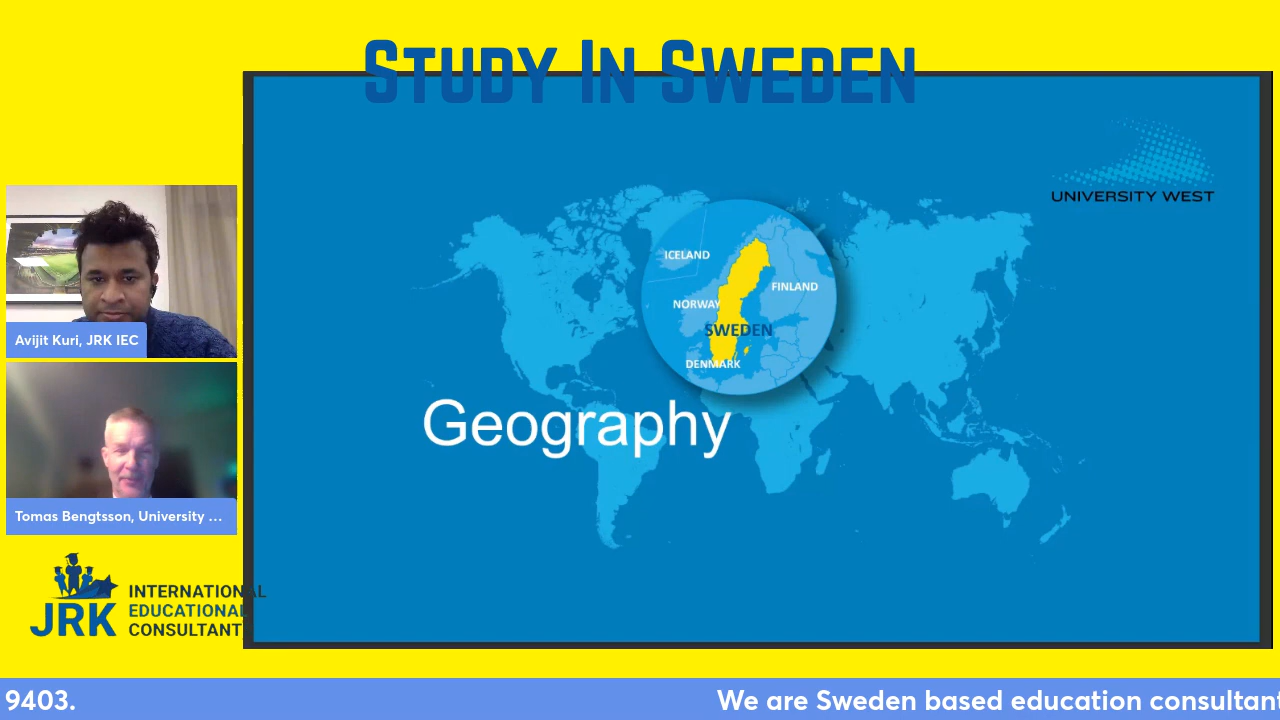 Study In Sweden
UNIVERSITY WEST
ICELAND
FINLAND
NORWAY
SWEDEN
DENMARK
Geography
Avijit Kuri, JRK IEC
Tomas Bengtsson, University ...
JRK
INTERNATIONAL
EDUCATIONAL
CONSULTANT
9403.
We are Sweden based education consultant